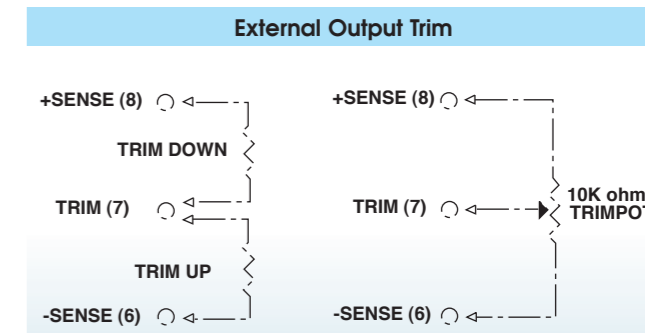 External Output Trim
+SENSE (8)
TRIM DOWN
TRIM (7)
TRIM UP
-SENSE (6)
+SENSE (8)
TRIM (7)
10K ohm
TRIMPOT
-SENSE (6)